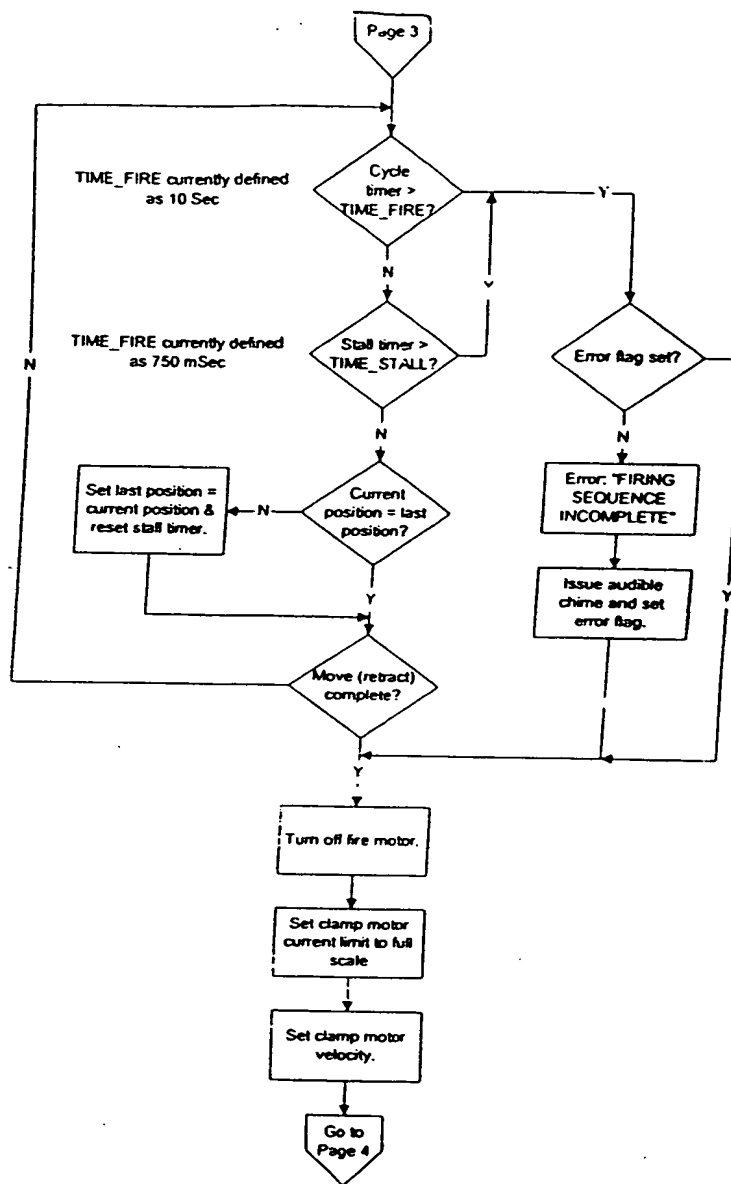 Page 3
TIME_FIRE currently defined
as 10 Sec
Cycle
timer >
TIME_FIRE?
Y
N
Y
TIME_FIRE currently defined
as 750 mSec
Stall timer >
TIME_STALL?
Error flag set?
N
N
N
Set last position =
current position &
reset stall timer.
N
Current
position = last
position?
Error: "FIRING
SEQUENCE
INCOMPLETE"
Y
Issue audible
chime and set
error flag.
Y
Move (retract)
complete?
Y
Turn off fire motor.
Set clamp motor
current limit to full
scale
Set clamp motor
velocity.
Go to
Page 4